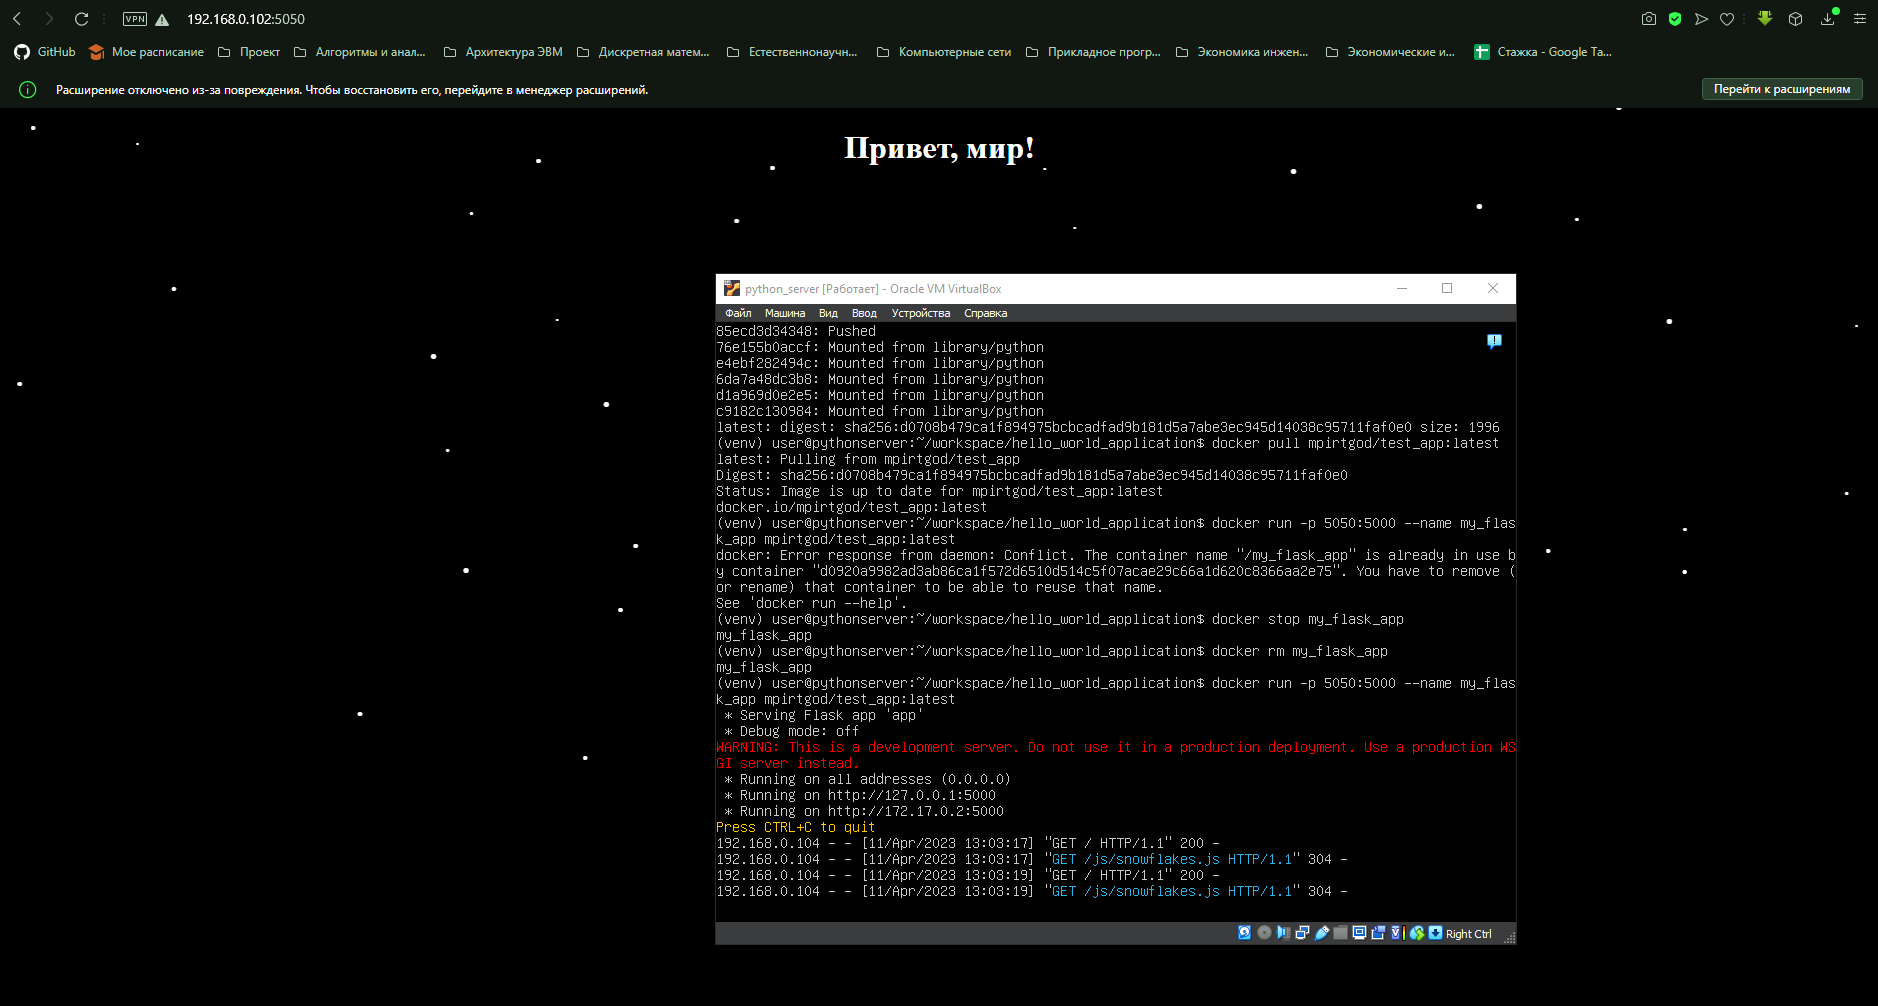 VPN 192.168.0.102:5050
GitHub Мое расписание Проект Алгоритмы и анал... Архитектура ЭВМ Дискретная матем... Естественнонаучн... Компьютерные сети Прикладное прогр... Экономика инжен... Экономические и... Стажка - Google Та...
Расширение отключено из-за повреждения. Чтобы восстановить его, перейдите в менеджер расширений. Перейти к расширениям
Привет, мир!
python_server [Работает] - Oracle VM VirtualBox
Файл Машина Вид Ввод Устройства Справка
85ecd3d34348: Pushed
76e155b0accf: Mounted from library/python
e4ebf282494c: Mounted from library/python
6da7a48dc3b8: Mounted from library/python
d1a969d0e2e5: Mounted from library/python
c9182c130984: Mounted from library/python
latest: digest: sha256:d0708b479ca1f894975bcbcadfad9b181d5a7abe3ec945d14038c95711faf0e0 size: 1996
(venv) user@pythonserver:~/workspace/hello_world_application$ docker pull mpirtgod/test_app:latest
latest: Pulling from mpirtgod/test_app
Digest: sha256:d0708b479ca1f894975bcbcadfad9b181d5a7abe3ec945d14038c95711faf0e0
Status: Image is up to date for mpirtgod/test_app:latest
docker.io/mpirtgod/test_app:latest
(venv) user@pythonserver:~/workspace/hello_world_application$ docker run -p 5050:5000 --name my_flas
k_app mpirtgod/test_app:latest
docker: Error response from daemon: Conflict. The container name "/my_flask_app" is already in use b
y container "d0920a9982ad3ab86ca1f572d6510d514c5f07acae29c66a1d620c8366aa2e75". You have to remove (
or rename) that container to be able to reuse that name.
See 'docker run --help'.
(venv) user@pythonserver:~/workspace/hello_world_application$ docker stop my_flask_app
my_flask_app
(venv) user@pythonserver:~/workspace/hello_world_application$ docker rm my_flask_app
my_flask_app
(venv) user@pythonserver:~/workspace/hello_world_application$ docker run -p 5050:5000 --name my_flas
k_app mpirtgod/test_app:latest
* Serving Flask app 'app'
* Debug mode: off
WARNING: This is a development server. Do not use it in a production deployment. Use a production WS
GI server instead.
* Running on all addresses (0.0.0.0)
* Running on http://127.0.0.1:5000
* Running on http://172.17.0.2:5000
Press CTRL+C to quit
192.168.0.104 - - [11/Apr/2023 13:03:17] "GET / HTTP/1.1" 200 -
192.168.0.104 - - [11/Apr/2023 13:03:17] "GET /js/snowflakes.js HTTP/1.1" 304 -
192.168.0.104 - - [11/Apr/2023 13:03:19] "GET / HTTP/1.1" 200 -
192.168.0.104 - - [11/Apr/2023 13:03:19] "GET /js/snowflakes.js HTTP/1.1" 304 -
Right Ctrl